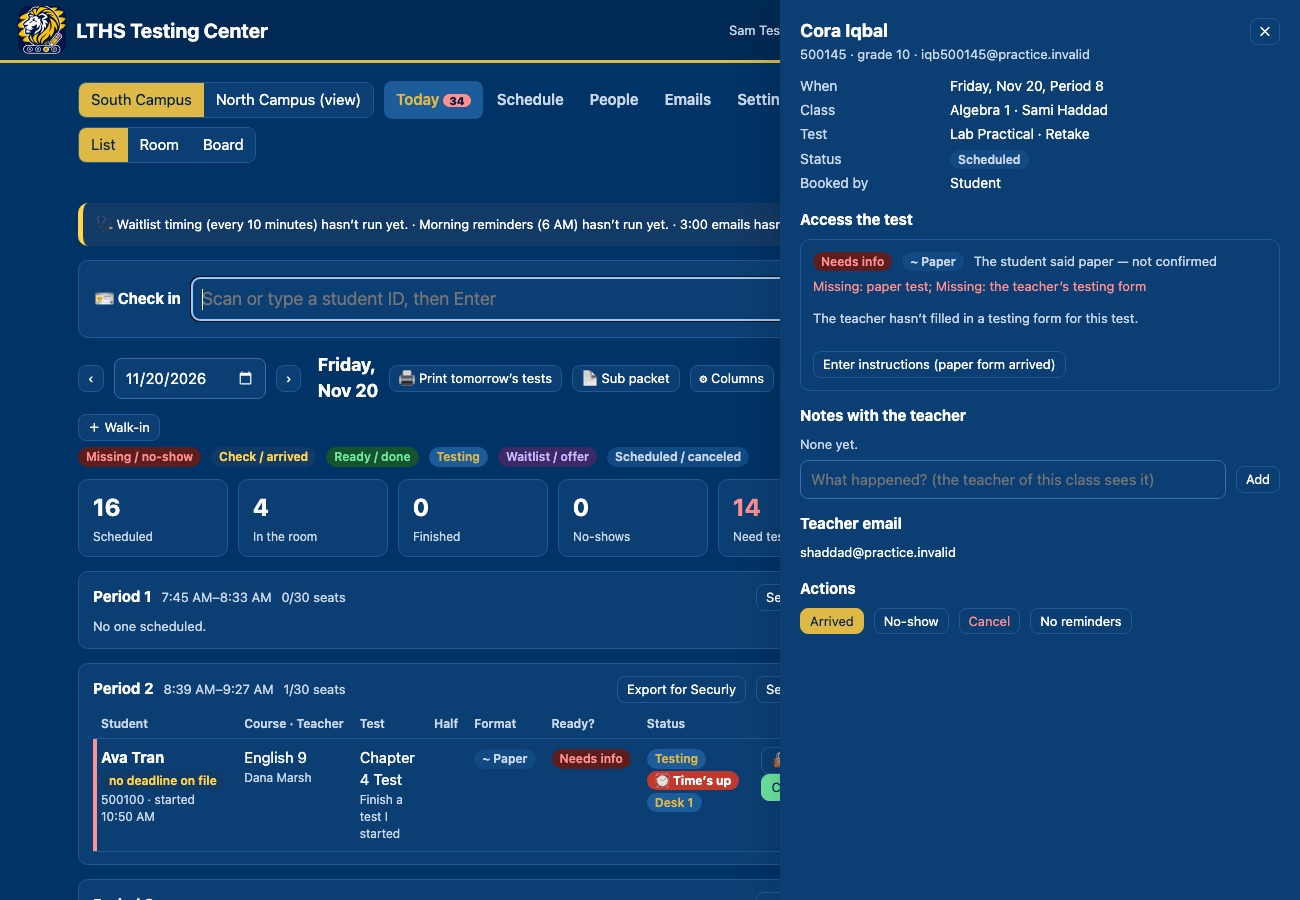 LTHS Testing Center
Sam Tes
South Campus North Campus (view) Today 34 Schedule People Emails Settin
List Room Board
Waitlist timing (every 10 minutes) hasn't run yet. · Morning reminders (6 AM) hasn't run yet. · 3:00 emails hasn
Check in Scan or type a student ID, then Enter
‹ 11/20/2026 › Friday, Nov 20 Print tomorrow's tests Sub packet Columns
+ Walk-in
Missing / no-show Check / arrived Ready / done Testing Waitlist / offer Scheduled / canceled
16 4 0 0 14
Scheduled In the room Finished No-shows Need tes
Period 1 7:45 AM–8:33 AM 0/30 seats Se
No one scheduled.
Period 2 8:39 AM–9:27 AM 1/30 seats Export for Securly Se
Student Course · Teacher Test Half Format Ready? Status
Ava Tran English 9 Chapter 4 Test ~ Paper Needs info Testing
no deadline on file Dana Marsh Time's up
500100 · started 10:50 AM Finish a test I started Desk 1
Cora Iqbal ✕
500145 · grade 10 · iqb500145@practice.invalid
When Friday, Nov 20, Period 8
Class Algebra 1 · Sami Haddad
Test Lab Practical · Retake
Status Scheduled
Booked by Student
Access the test
Needs info ~ Paper The student said paper — not confirmed
Missing: paper test; Missing: the teacher's testing form
The teacher hasn't filled in a testing form for this test.
Enter instructions (paper form arrived)
Notes with the teacher
None yet.
What happened? (the teacher of this class sees it) Add
Teacher email
shaddad@practice.invalid
Actions
Arrived No-show Cancel No reminders